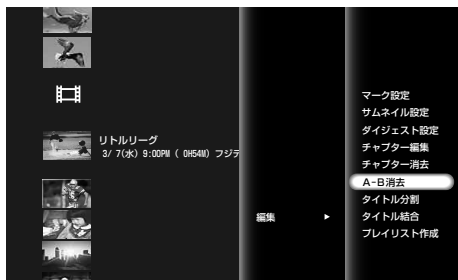 リトルリーグ
3/ 7(水) 9:00PM ( 0H54M) フジテ
編集 ▶
マーク設定
サムネイル設定
ダイジェスト設定
チャプター編集
チャプター消去
A-B消去
タイトル分割
タイトル結合
プレイリスト作成